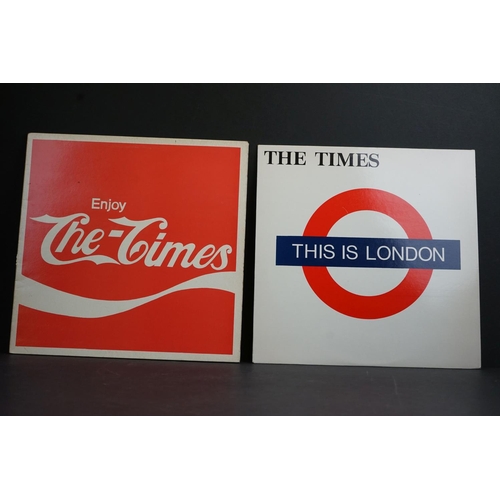 Enjoy
The-Times
THE TIMES
THIS IS LONDON